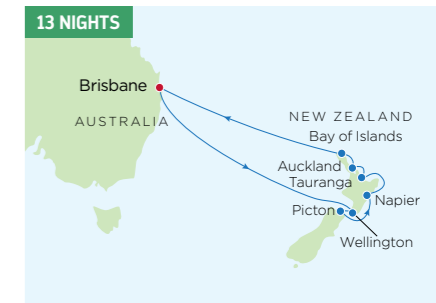 13 NIGHTS
Brisbane
AUSTRALIA
NEW ZEALAND
Bay of Islands
Auckland
Tauranga
Napier
Picton
Wellington